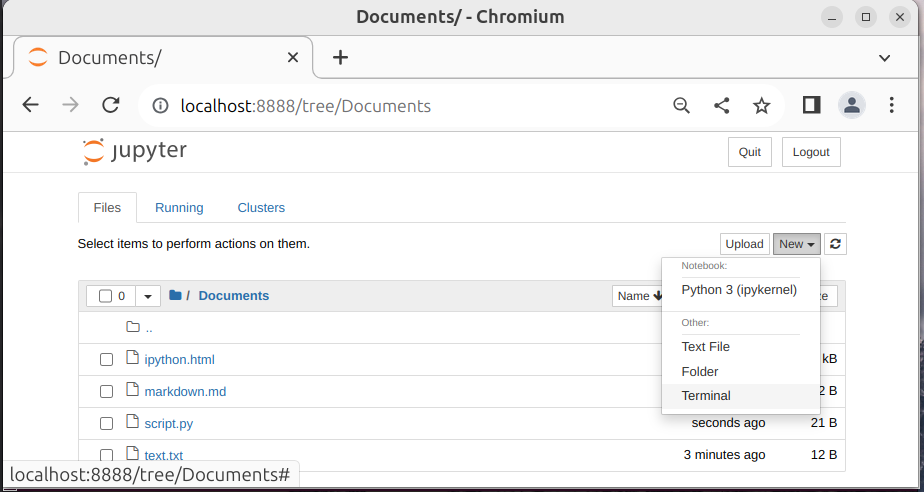 Documents/ - Chromium
Documents/
localhost:8888/tree/Documents
jupyter
Quit
Logout
Files
Running
Clusters
Select items to perform actions on them.
Upload
New
Notebook:
Python 3 (ipykernel)
Other:
Text File
Folder
Terminal
0
/
Documents
Name
..
ipython.html
kB
markdown.md
2 B
script.py
seconds ago
21 B
text.txt
3 minutes ago
12 B
localhost:8888/tree/Documents#